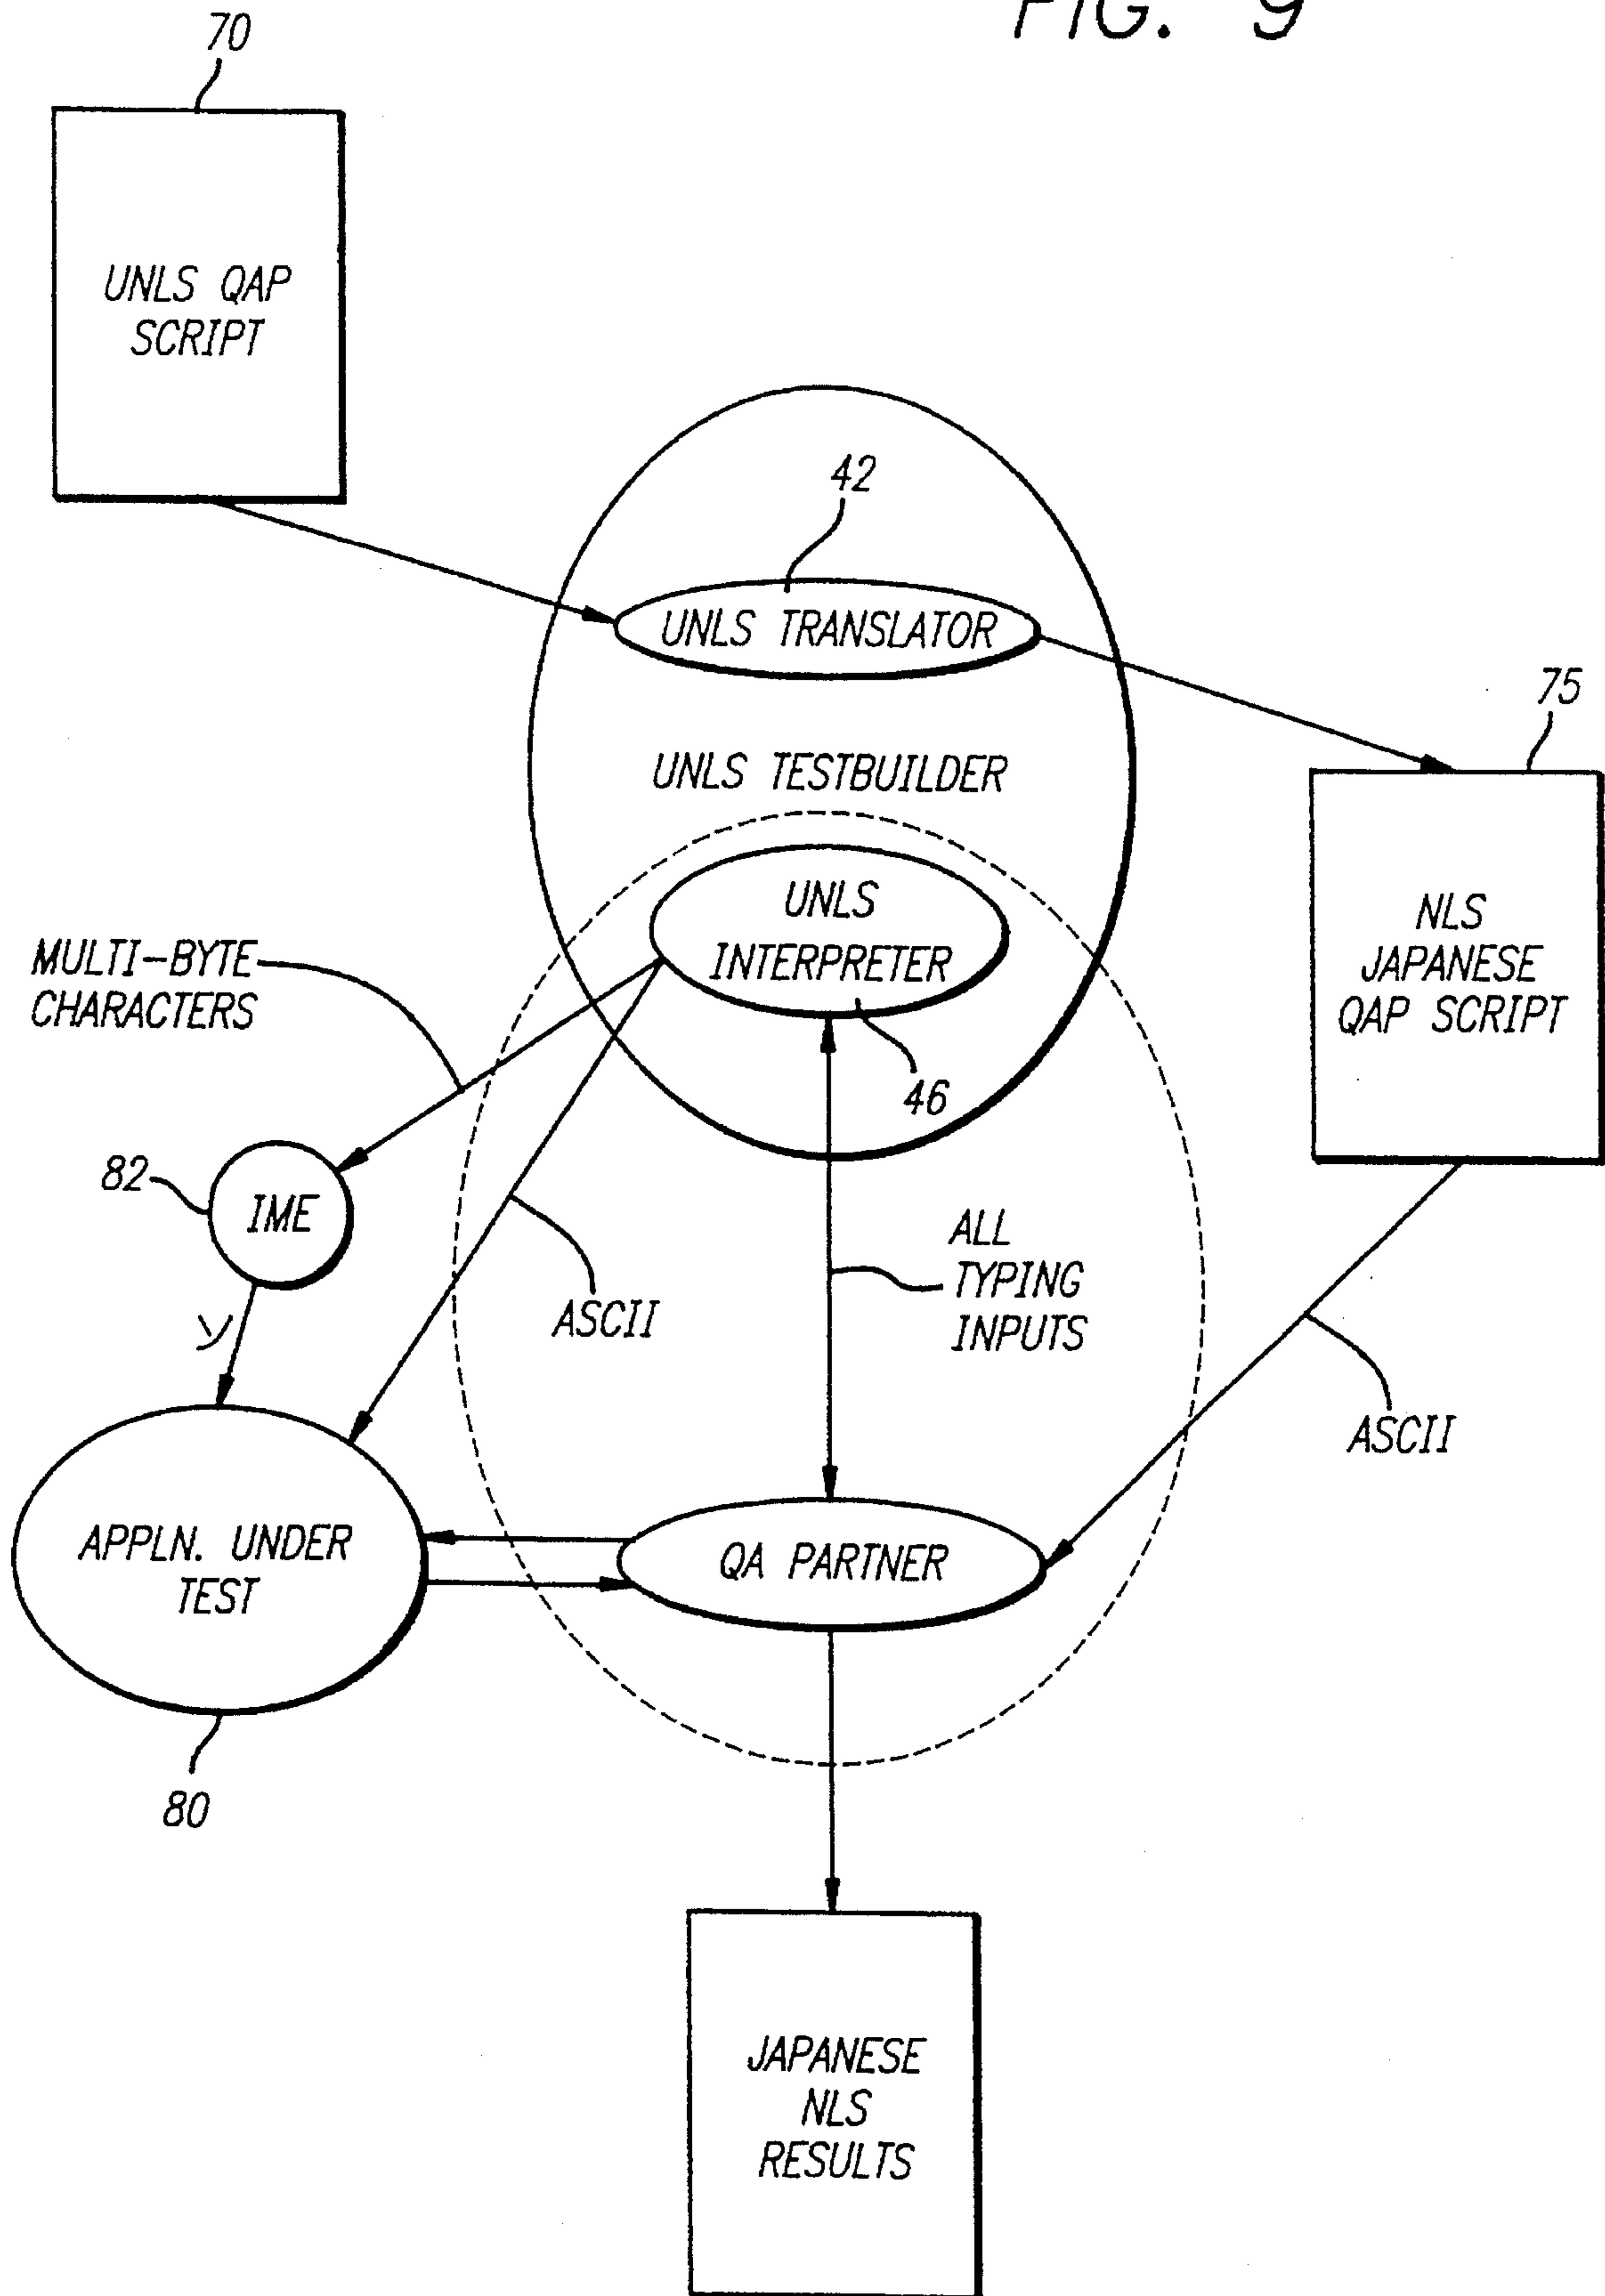 FIG. 9
70
UNLS QAP
SCRIPT
42
UNLS TRANSLATOR
75
UNLS TESTBUILDER
UNLS
INTERPRETER
NLS
JAPANESE
QAP SCRIPT
MULTI-BYTE
CHARACTERS
46
82
IME
ALL
TYPING
INPUTS
ASCII
ソ
ASCII
APPLN. UNDER
TEST
QA PARTNER
80
JAPANESE
NLS
RESULTS